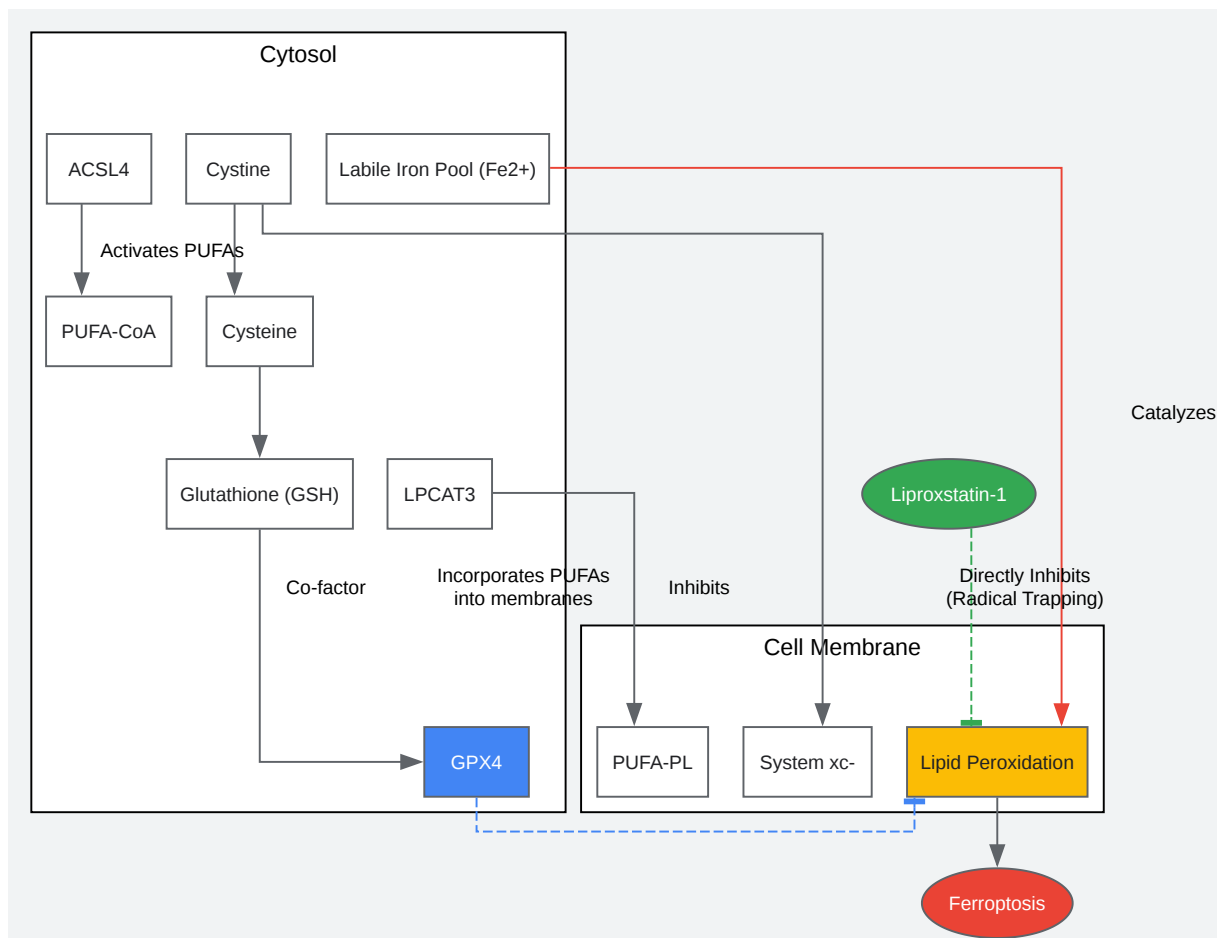 Cytosol
ACSL4
Cystine
Labile Iron Pool (Fe2+)
Activates PUFAs
PUFA-CoA
Cysteine
Catalyzes
Glutathione (GSH)
LPCAT3
Liproxstatin-1
Co-factor
Incorporates PUFAs
into membranes
Inhibits
Directly Inhibits
(Radical Trapping)
Cell Membrane
GPX4
PUFA-PL
System xc-
Lipid Peroxidation
Ferroptosis